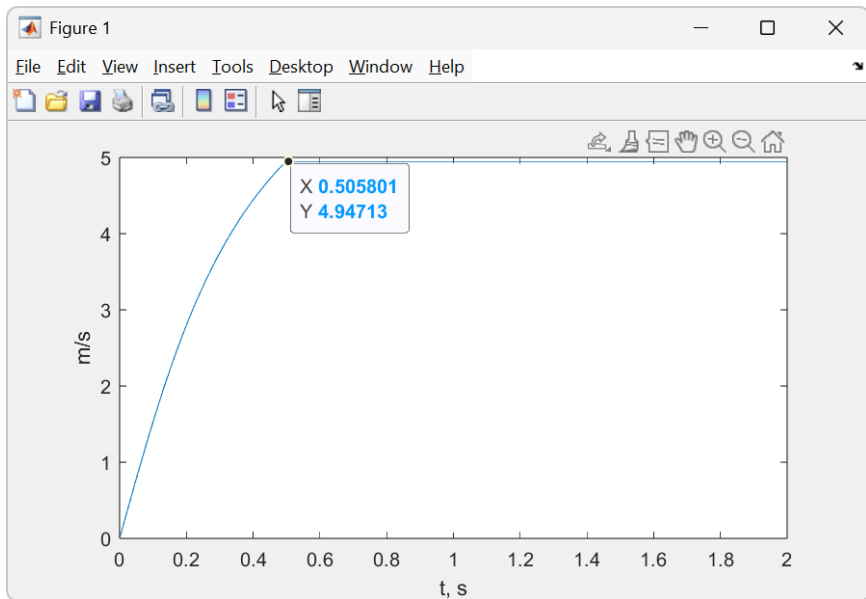 Figure 1
File Edit View Insert Tools Desktop Window Help
5
X 0.505801
Y 4.94713
4
3
m/s
2
1
0
0 0.2 0.4 0.6 0.8 1 1.2 1.4 1.6 1.8 2
t, s